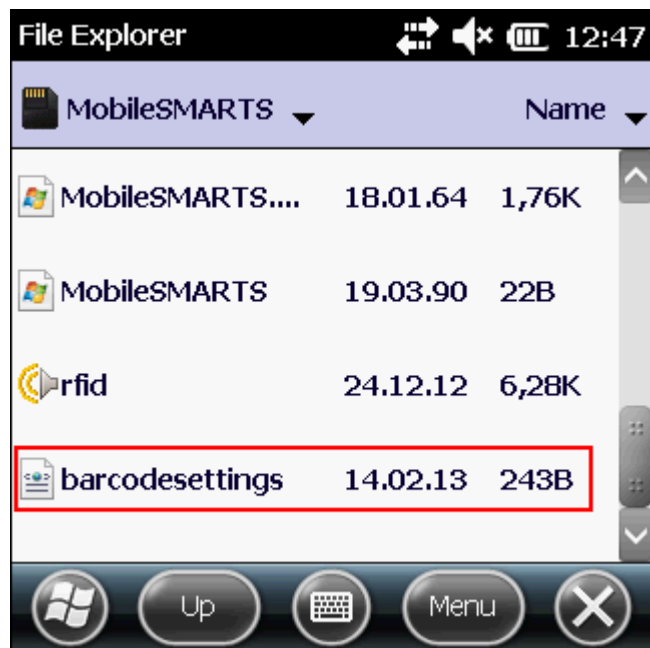 File Explorer 12:47
MobileSMARTS Name
MobileSMARTS.... 18.01.64 1,76K
MobileSMARTS 19.03.90 22B
rfid 24.12.12 6,28K
barcodesettings 14.02.13 243B
Up Menu